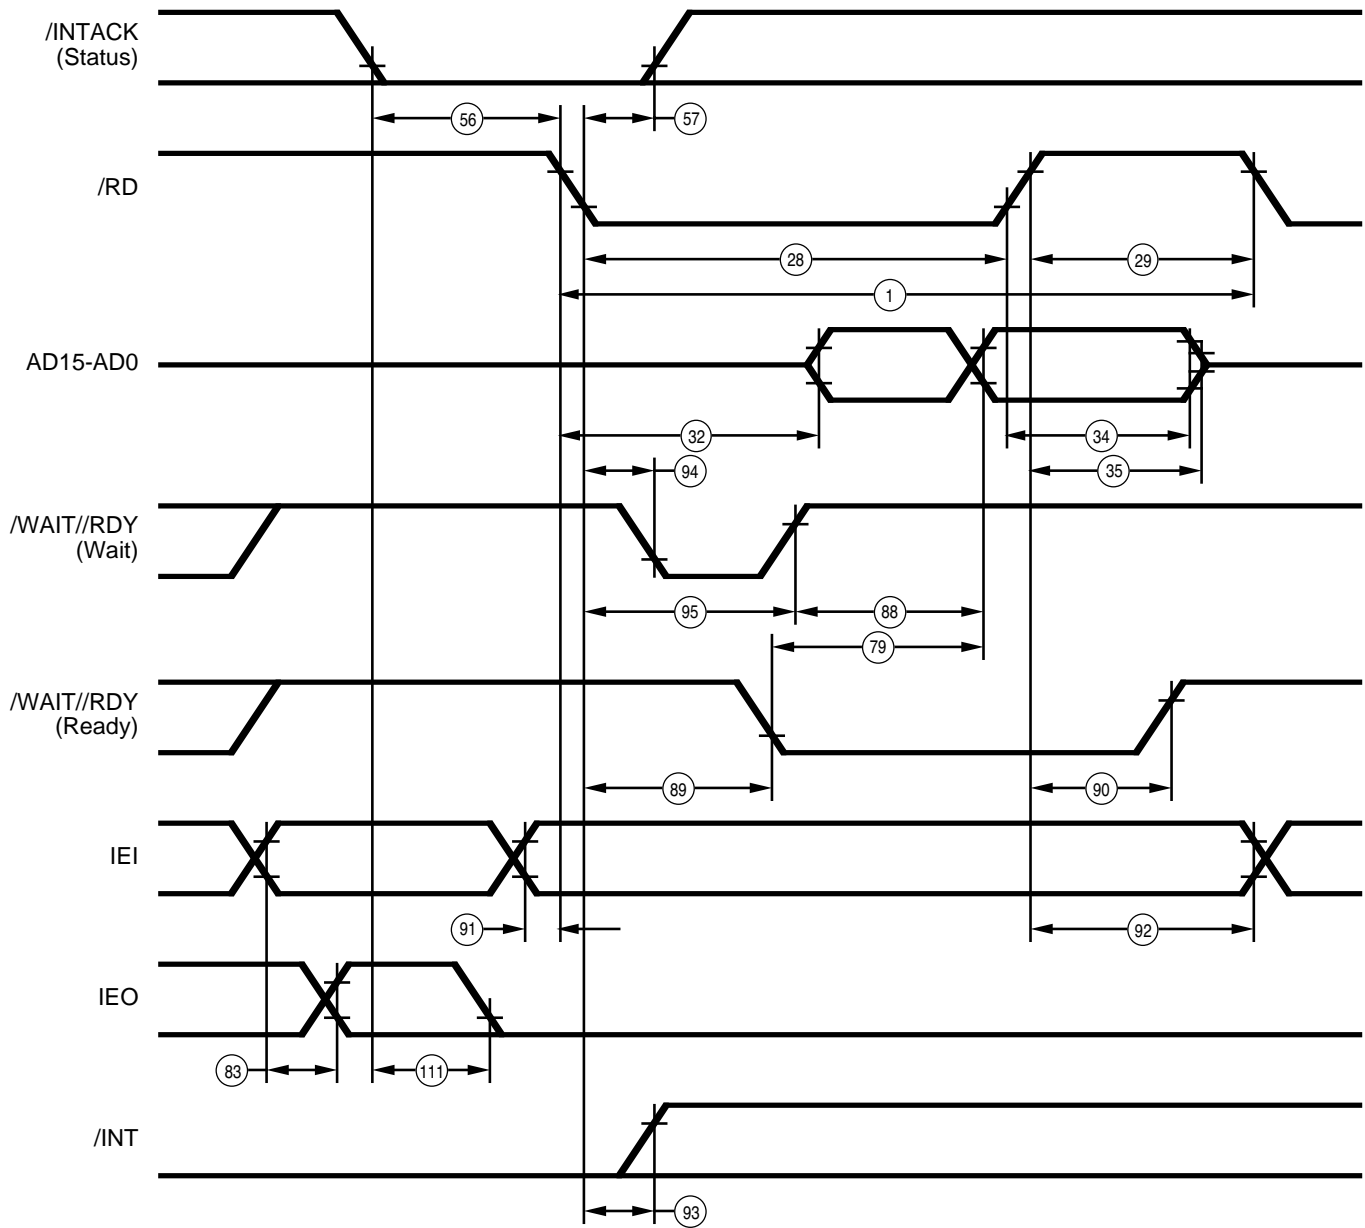 /INTACK
(Status)
56
57
/RD
28
29
1
AD15-AD0
32
34
94
35
/WAIT//RDY
(Wait)
95
88
79
/WAIT//RDY
(Ready)
89
90
IEI
91
92
IEO
83
111
/INT
93